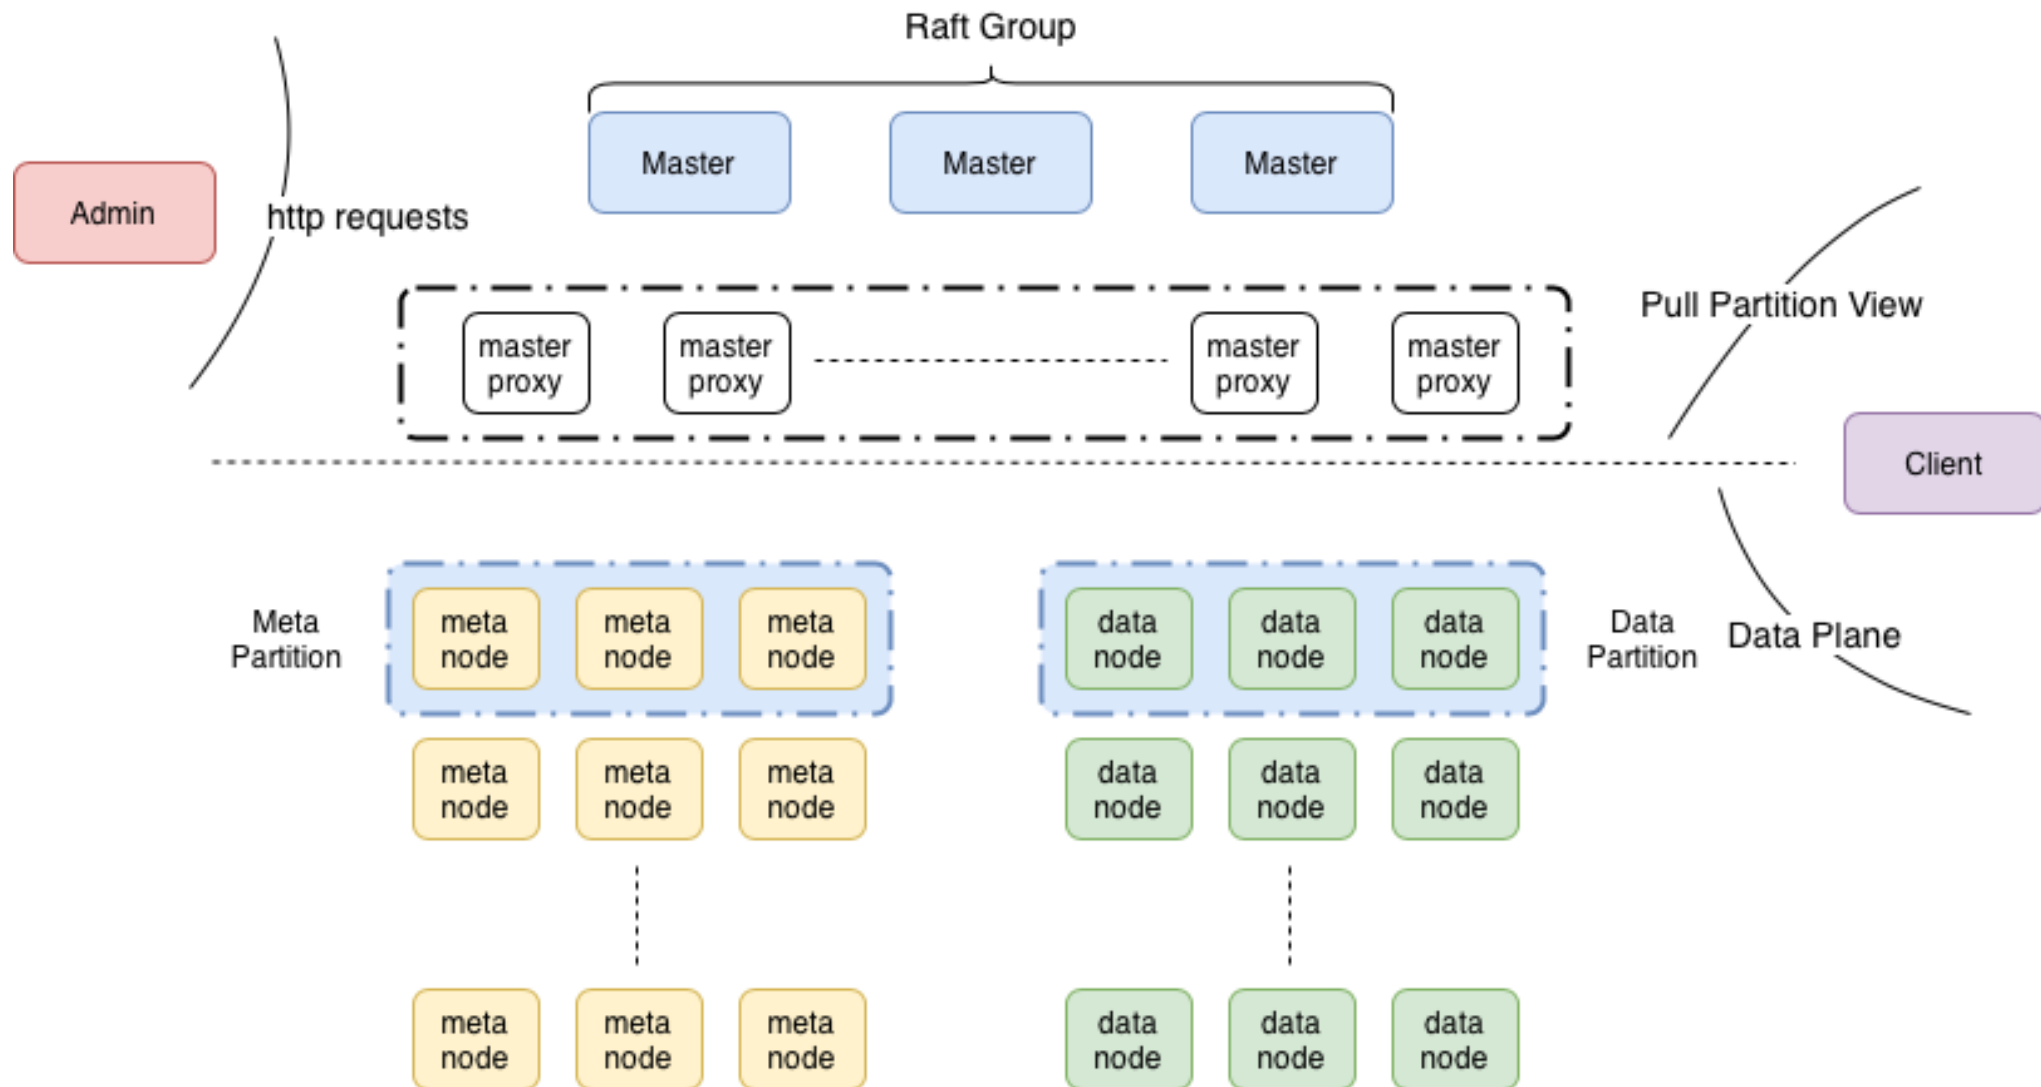 Raft Group
Master
Master
Master
Admin
http requests
Pull Partition View
master
proxy
master
proxy
master
proxy
master
proxy
Client
Meta
Partition
meta
node
meta
node
meta
node
data
node
data
node
data
node
Data
Partition
Data Plane
meta
node
meta
node
meta
node
data
node
data
node
data
node
meta
node
meta
node
meta
node
data
node
data
node
data
node